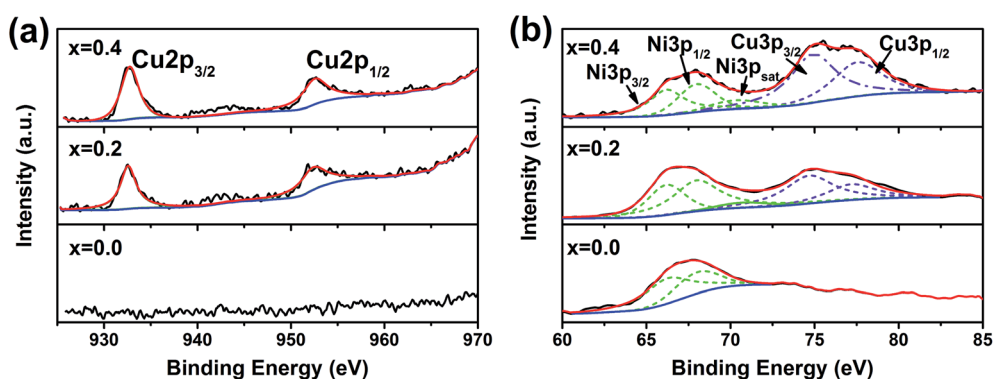 (a)
x=0.4
Cu2p3/2
Cu2p1/2
x=0.2
x=0.0
Intensity (a.u.)
930 940 950 960 970
Binding Energy (eV)
(b)
x=0.4
Ni3p3/2
Ni3p1/2
Ni3psat
Cu3p3/2
Cu3p1/2
x=0.2
x=0.0
Intensity (a.u.)
60 65 70 75 80 85
Binding Energy (eV)